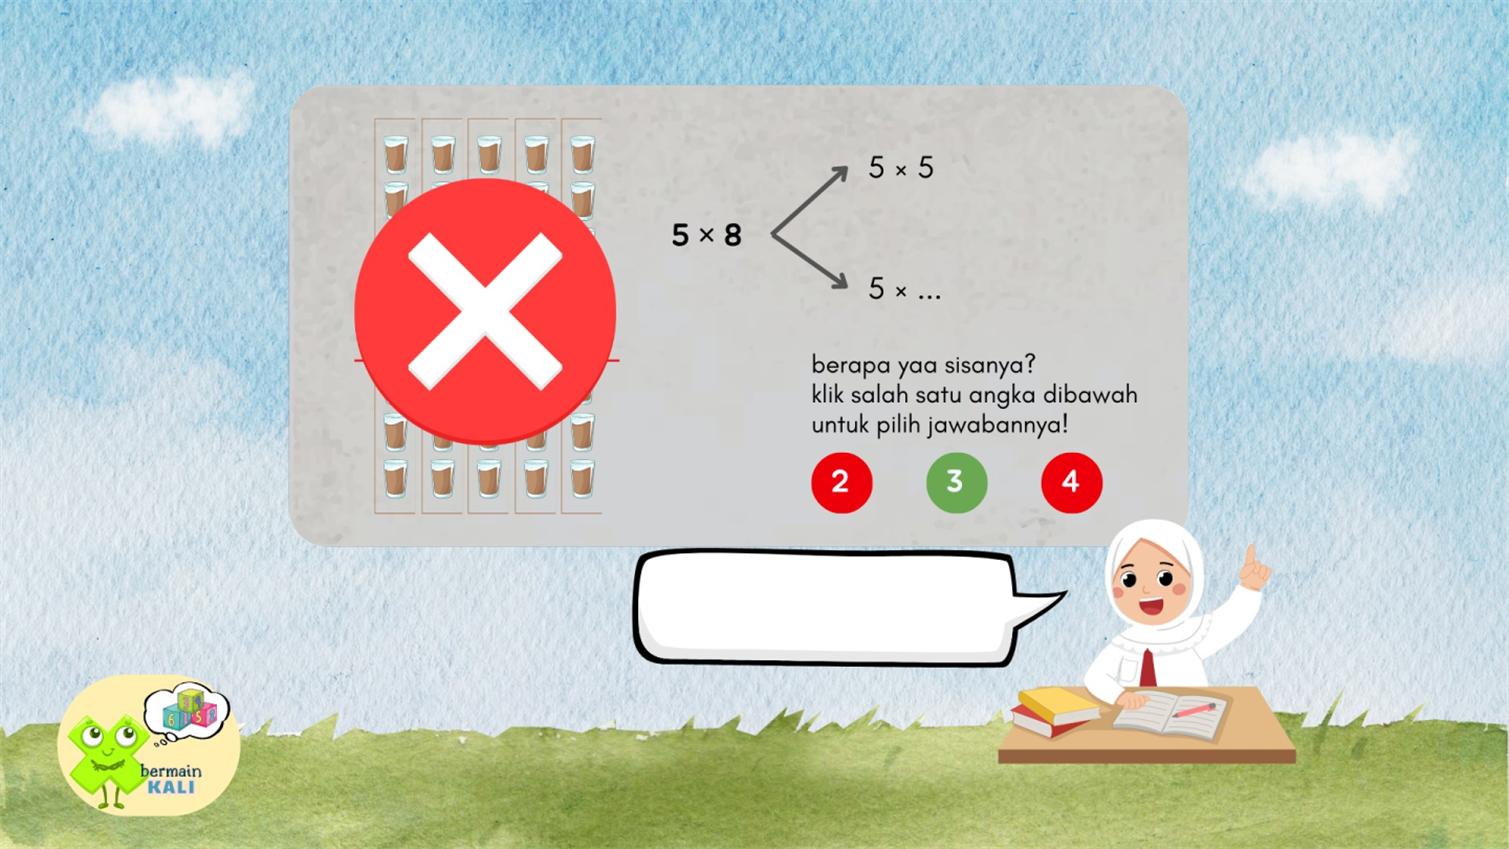 5 × 8
5 × 5
5 × ...
berapa yaa sisanya?
klik salah satu angka dibawah
untuk pilih jawabannya!
2 3 4
bermain
KALI